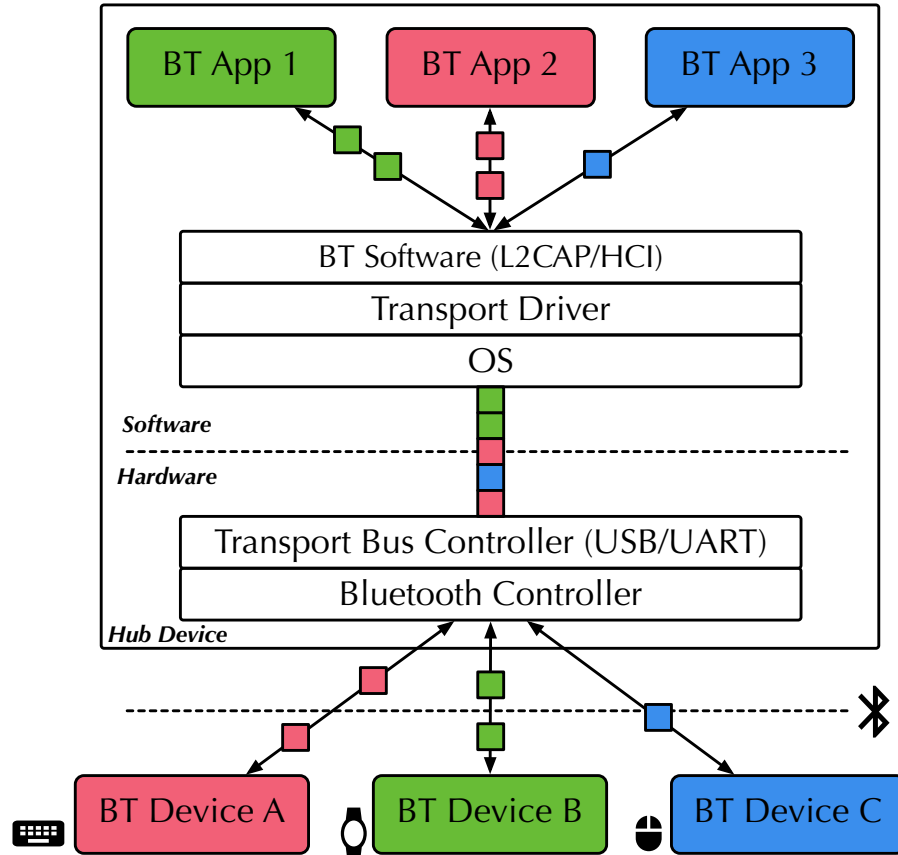 BT App 1
BT App 2
BT App 3
BT Software (L2CAP/HCI)
Transport Driver
OS
Software
Hardware
Transport Bus Controller (USB/UART)
Bluetooth Controller
Hub Device
BT Device A
BT Device B
BT Device C